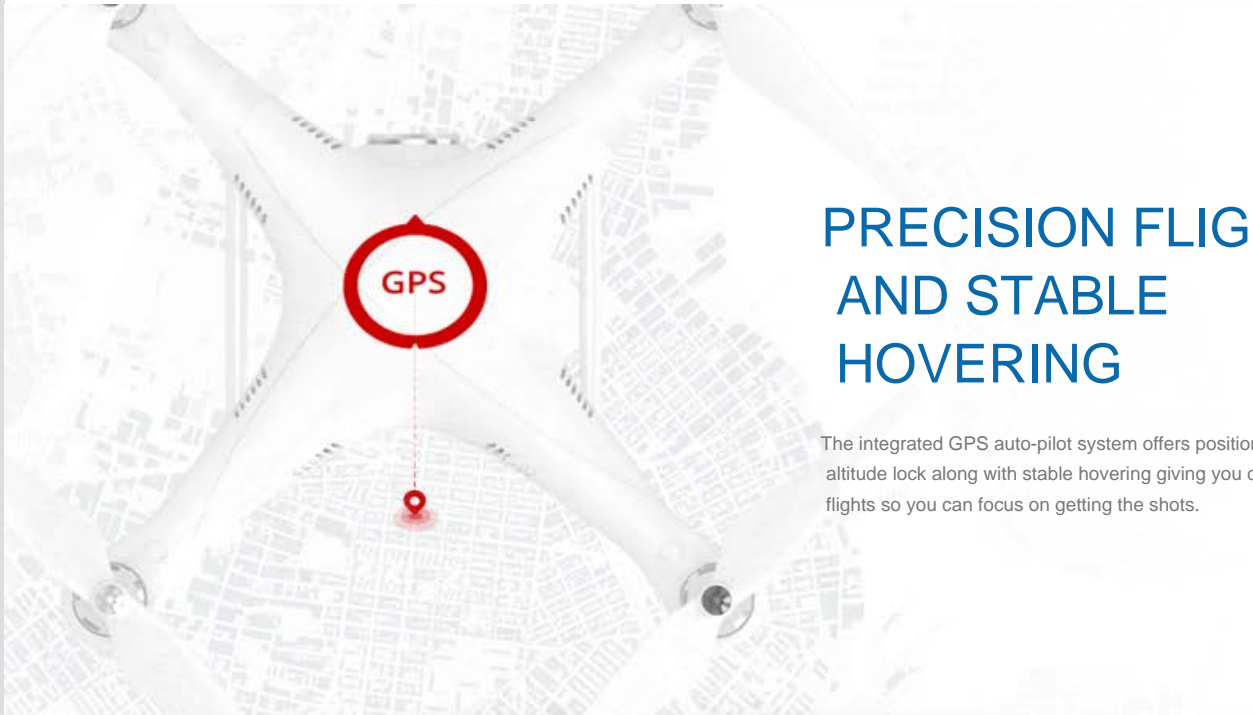 GPS
PRECISION FLIG
AND STABLE
HOVERING
The integrated GPS auto-pilot system offers position
altitude lock along with stable hovering giving you
flights so you can focus on getting the shots.